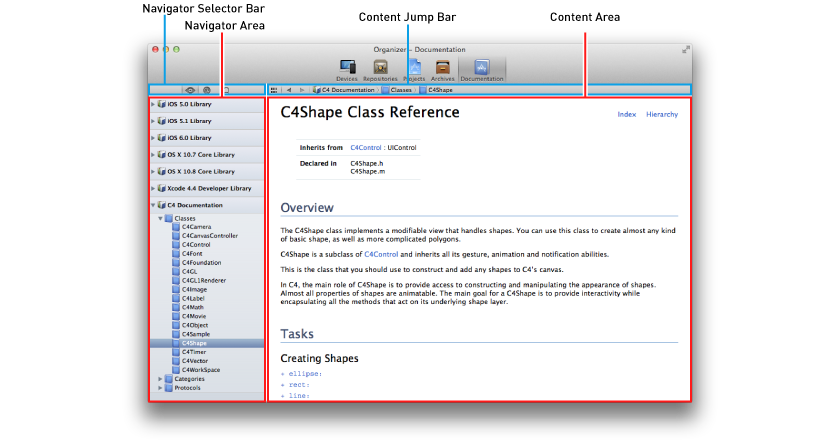 Navigator Selector Bar
Navigator Area
Content Jump Bar
Content Area
Organizer – Documentation
Devices Repositories Projects Archives Documentation
C4 Documentation Classes C4Shape
iOS 5.0 Library
iOS 5.1 Library
iOS 6.0 Library
OS X 10.7 Core Library
OS X 10.8 Core Library
Xcode 4.4 Developer Library
C4 Documentation
Classes
C4Camera
C4CanvasController
C4Control
C4Font
C4Foundation
C4GL
C4GL1Renderer
C4Image
C4Label
C4Math
C4Movie
C4Object
C4Sample
C4Shape
C4Timer
C4Vector
C4WorkSpace
Categories
Protocols
C4Shape Class Reference
Index Hierarchy
Inherits from C4Control : UIControl
Declared in C4Shape.h
C4Shape.m
Overview
The C4Shape class implements a modifiable view that handles shapes. You can use this class to create almost any kind
of basic shape, as well as more complicated polygons.
C4Shape is a subclass of C4Control and inherits all its gesture, animation and notification abilities.
This is the class that you should use to construct and add any shapes to C4's canvas.
In C4, the main role of C4Shape is to provide access to constructing and manipulating the appearance of shapes.
Almost all properties of shapes are animatable. The main goal for a C4Shape is to provide interactivity while
encapsulating all the methods that act on its underlying shape layer.
Tasks
Creating Shapes
+ ellipse:
+ rect:
+ line: